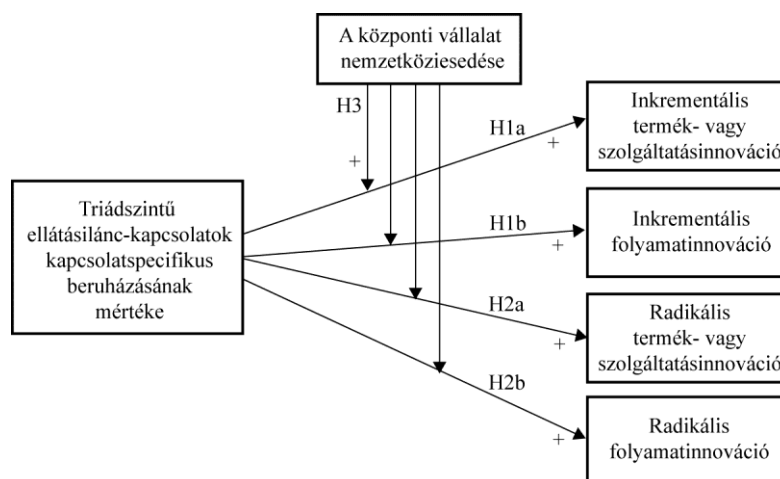 A központi vállalat
nemzetköziesedése
H3
+
Triádszintű
ellátásilánc-kapcsolatok
kapcsolatspecifikus
beruházásának
mértéke
H1a
+
Inkrementális
termék- vagy
szolgáltatásinnováció
H1b
+
Inkrementális
folyamatinnováció
H2a
+
Radikális
termék- vagy
szolgáltatásinnováció
H2b
+
Radikális
folyamatinnováció